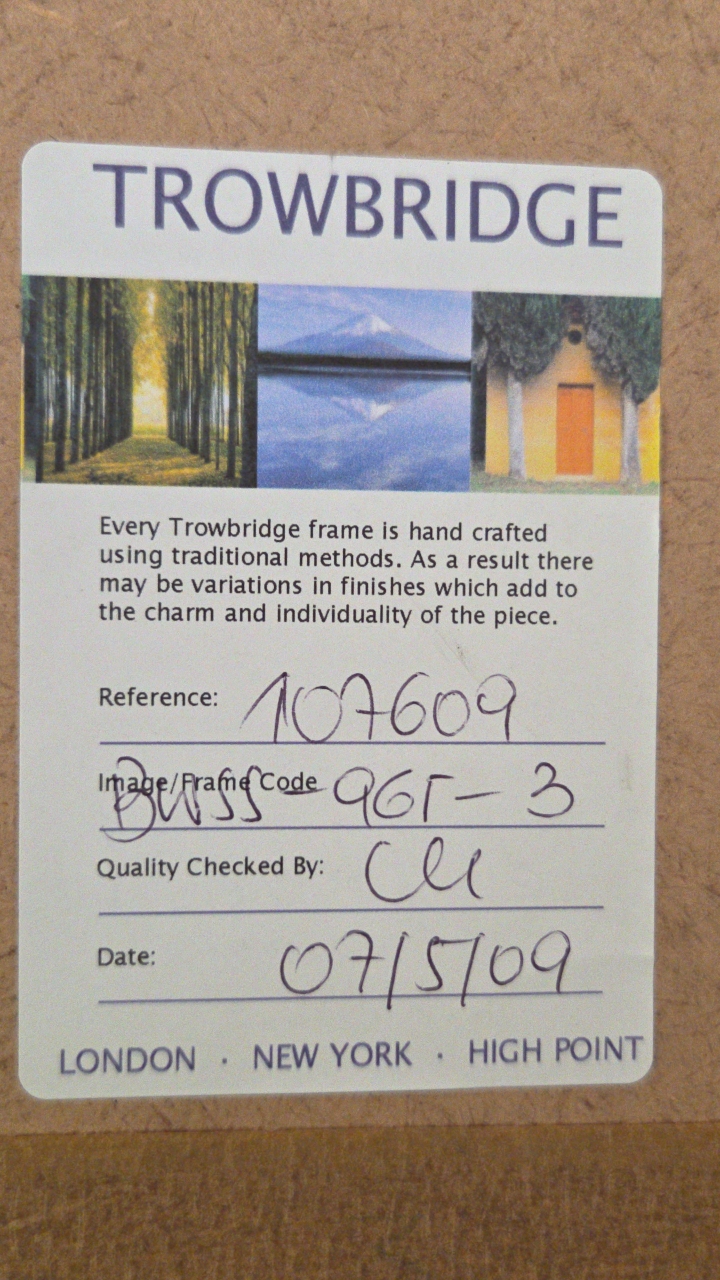 TROWBRIDGE
Every Trowbridge frame is hand crafted
using traditional methods. As a result there
may be variations in finishes which add to
the charm and individuality of the piece.
Reference: 107609
Image/Frame Code
Quality Checked By:
Date: 07/5/09
LONDON · NEW YORK · HIGH POINT